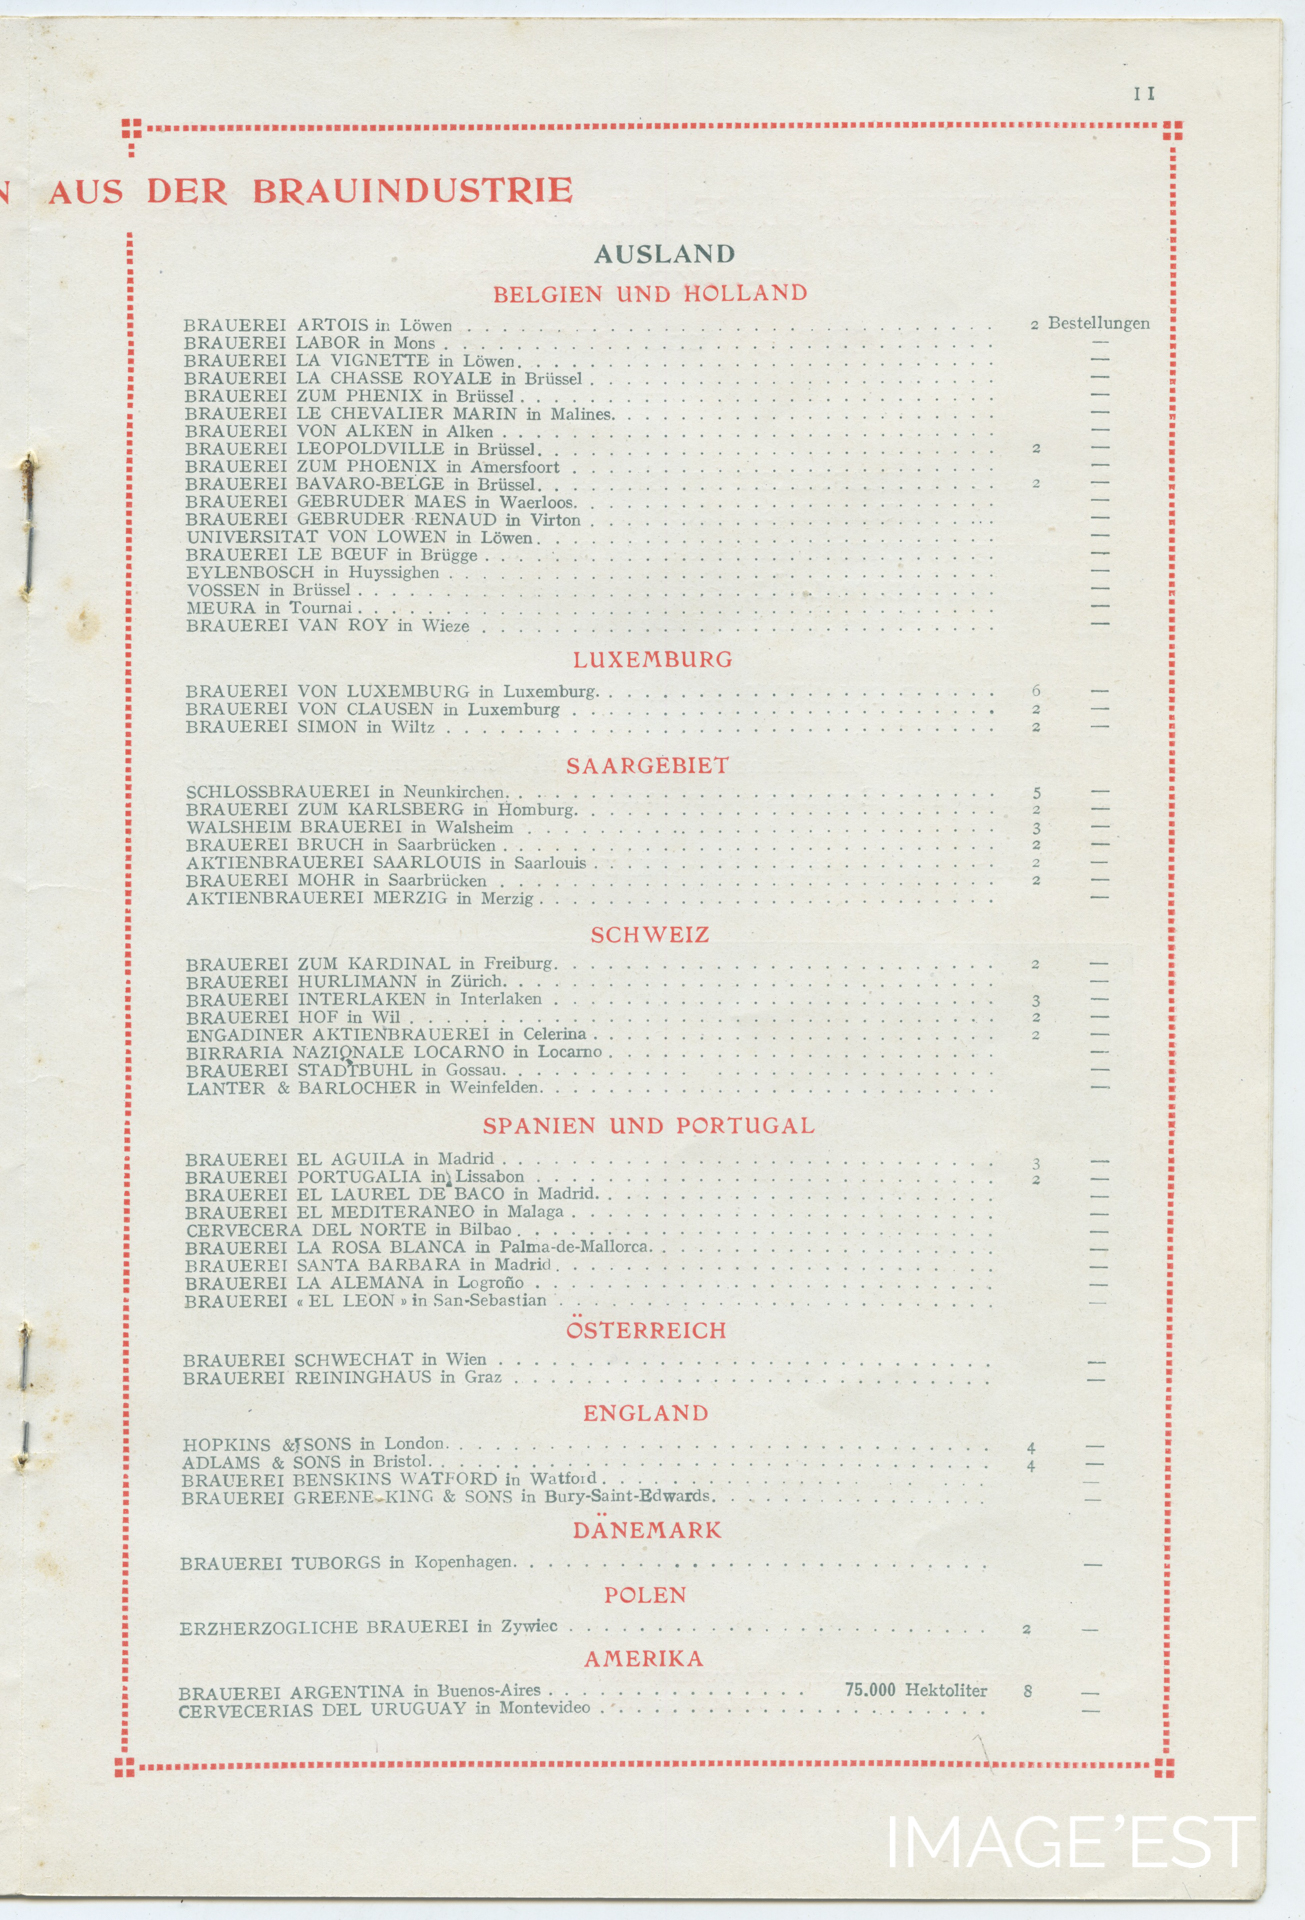 11
N AUS DER BRAUINDUSTRIE
AUSLAND
BELGIEN UND HOLLAND
BRAUEREI ARTOIS in Löwen . . . . . 2 Bestellungen
BRAUEREI LABOR in Mons . . . . . —
BRAUEREI LA VIGNETTE in Löwen . . . . . —
BRAUEREI LA CHASSE ROYALE in Brüssel . . . . . —
BRAUEREI ZUM PHENIX in Brüssel . . . . . —
BRAUEREI LE CHEVALIER MARIN in Malines . . . . . —
BRAUEREI VON ALKEN in Alken . . . . . —
BRAUEREI LEOPOLDVILLE in Brüssel . . . . . 2 —
BRAUEREI ZUM PHOENIX in Amersfoort . . . . . —
BRAUEREI BAVARO-BELGE in Brüssel . . . . . 2 —
BRAUEREI GEBRUDER MAES in Waerloos . . . . . —
BRAUEREI GEBRUDER RENAUD in Virton . . . . . —
UNIVERSITAT VON LOWEN in Löwen . . . . . —
BRAUEREI LE BŒUF in Brügge . . . . . —
EYLENBOSCH in Huyssighen . . . . . —
VOSSEN in Brüssel . . . . . —
MEURA in Tournai . . . . . —
BRAUEREI VAN ROY in Wieze . . . . . —
LUXEMBURG
BRAUEREI VON LUXEMBURG in Luxemburg . . . . . 6 —
BRAUEREI VON CLAUSEN in Luxemburg . . . . . 2 —
BRAUEREI SIMON in Wiltz . . . . . 2 —
SAARGEBIET
SCHLOSSBRAUEREI in Neunkirchen . . . . . 5 —
BRAUEREI ZUM KARLSBERG in Homburg . . . . . 2 —
WALSHEIM BRAUEREI in Walsheim . . . . . 3 —
BRAUEREI BRUCH in Saarbrücken . . . . . 2 —
AKTIENBRAUEREI SAARLOUIS in Saarlouis . . . . . 2 —
BRAUEREI MOHR in Saarbrücken . . . . . 2 —
AKTIENBRAUEREI MERZIG in Merzig . . . . . —
SCHWEIZ
BRAUEREI ZUM KARDINAL in Freiburg . . . . . 2 —
BRAUEREI HURLIMANN in Zürich . . . . . —
BRAUEREI INTERLAKEN in Interlaken . . . . . 3 —
BRAUEREI HOF in Wil . . . . . 2 —
ENGADINER AKTIENBRAUEREI in Celerina . . . . . 2 —
BIRRARIA NAZIONALE LOCARNO in Locarno . . . . . —
BRAUEREI STADTBUHL in Gossau . . . . . —
LANTER & BARLOCHER in Weinfelden . . . . . —
SPANIEN UND PORTUGAL
BRAUEREI EL AGUILA in Madrid . . . . . 3 —
BRAUEREI PORTUGALIA in Lissabon . . . . . 2 —
BRAUEREI EL LAUREL DE BACO in Madrid . . . . . —
BRAUEREI EL MEDITERANEO in Malaga . . . . . —
CERVECERA DEL NORTE in Bilbao . . . . . —
BRAUEREI LA ROSA BLANCA in Palma-de-Mallorca . . . . . —
BRAUEREI SANTA BARBARA in Madrid . . . . . —
BRAUEREI LA ALEMANA in Logroño . . . . . —
BRAUEREI « EL LEON » in San-Sebastian . . . . . —
ÖSTERREICH
BRAUEREI SCHWECHAT in Wien . . . . . —
BRAUEREI REININGHAUS in Graz . . . . . —
ENGLAND
HOPKINS & SONS in London . . . . . 4 —
ADLAMS & SONS in Bristol . . . . . 4 —
BRAUEREI BENSKINS WATFORD in Watford . . . . . —
BRAUEREI GREENE-KING & SONS in Bury-Saint-Edwards . . . . . —
DÄNEMARK
BRAUEREI TUBORGS in Kopenhagen . . . . . —
POLEN
ERZHERZOGLICHE BRAUEREI in Zywiec . . . . . 2 —
AMERIKA
BRAUEREI ARGENTINA in Buenos-Aires . . . . . 75.000 Hektoliter 8 —
CERVECERIAS DEL URUGUAY in Montevideo . . . . . —
IMAGE'EST